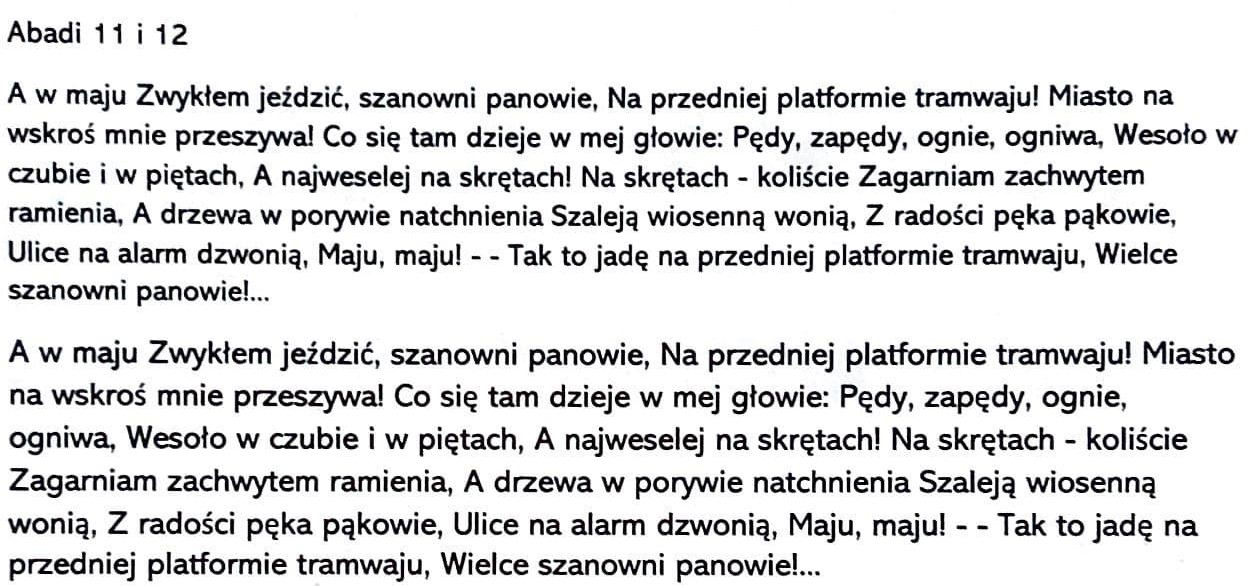 Abadi 11 i 12
A w maju Zwykłem jeździć, szanowni panowie, Na przedniej platformie tramwaju! Miasto na
wskroś mnie przeszywa! Co się tam dzieje w mej głowie: Pędy, zapędy, ognie, ogniwa, Wesoło w
czubie i w piętach, A najweselej na skrętach! Na skrętach - koliście Zagarniam zachwytem
ramienia, A drzewa w porywie natchnienia Szaleją wiosenną wonią, Z radości pęka pąkowie,
Ulice na alarm dzwonią, Maju, maju! - - Tak to jadę na przedniej platformie tramwaju, Wielce
szanowni panowie!...
A w maju Zwykłem jeździć, szanowni panowie, Na przedniej platformie tramwaju! Miasto
na wskroś mnie przeszywa! Co się tam dzieje w mej głowie: Pędy, zapędy, ognie,
ogniwa, Wesoło w czubie i w piętach, A najweselej na skrętach! Na skrętach - koliście
Zagarniam zachwytem ramienia, A drzewa w porywie natchnienia Szaleją wiosenną
wonią, Z radości pęka pąkowie, Ulice na alarm dzwonią, Maju, maju! - - Tak to jadę na
przedniej platformie tramwaju, Wielce szanowni panowie!...